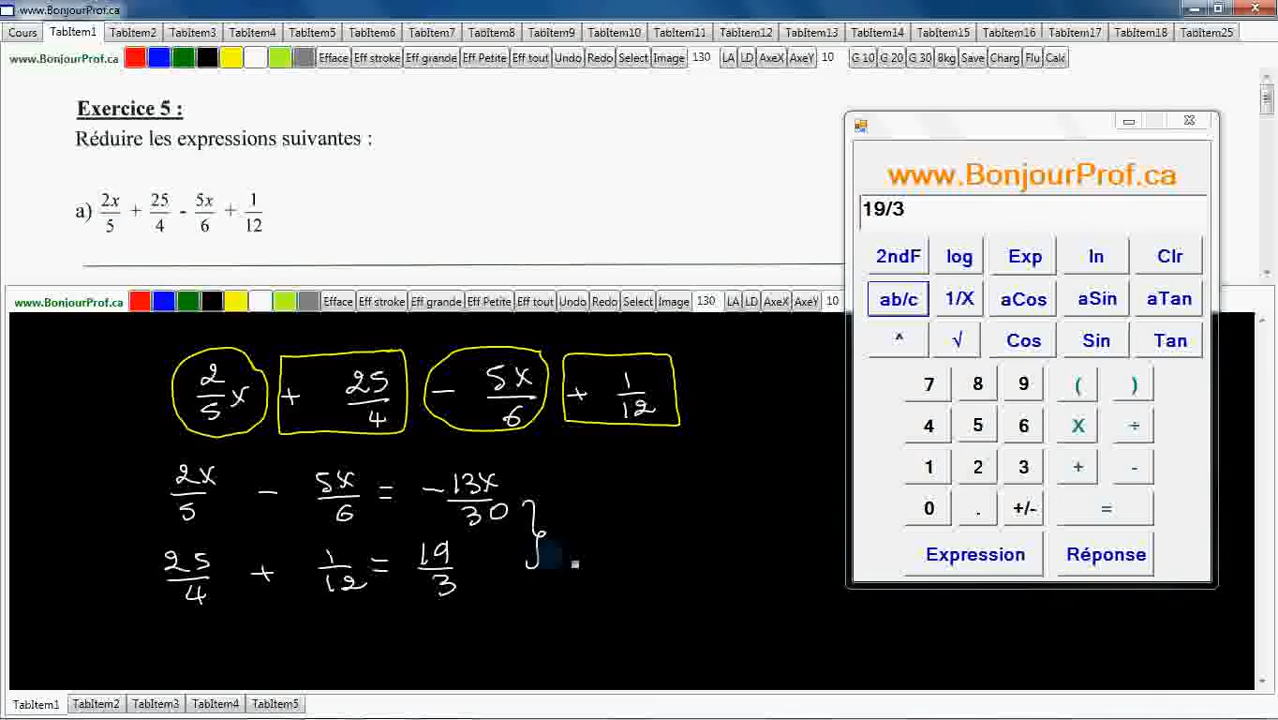 www.BonjourProf.ca
Cours TabItem1 TabItem2 TabItem3 TabItem4 TabItem5 TabItem6 TabItem7 TabItem8 TabItem9 TabItem10 TabItem11 TabItem12 TabItem13 TabItem14 TabItem15 TabItem16 TabItem17 TabItem18 TabItem25
www.BonjourProf.ca Efface Eff stroke Eff grande Eff Petite Eff tout Undo Redo Select Image 130 LA LD AxeX AxeY 10 G 10 G 20 G 30 Bkg Save Charg Flu Calc
Exercice 5 :
Réduire les expressions suivantes :
a) 2x/5 + 25/4 - 5x/6 + 1/12
www.BonjourProf.ca Efface Eff stroke Eff grande Eff Petite Eff tout Undo Redo Select Image 130 LA LD AxeX AxeY 10
2/5 x + 25/4 - 5x/6 + 1/12
2x/5 - 5x/6 = -13x/30
25/4 + 1/12 = 19/3
TabItem1 TabItem2 TabItem3 TabItem4 TabItem5
www.BonjourProf.ca
19/3
2ndF log Exp ln Clr
ab/c 1/X aCos aSin aTan
^ √ Cos Sin Tan
7 8 9 ( )
4 5 6 X ÷
1 2 3 + -
0 . +/- =
Expression Réponse